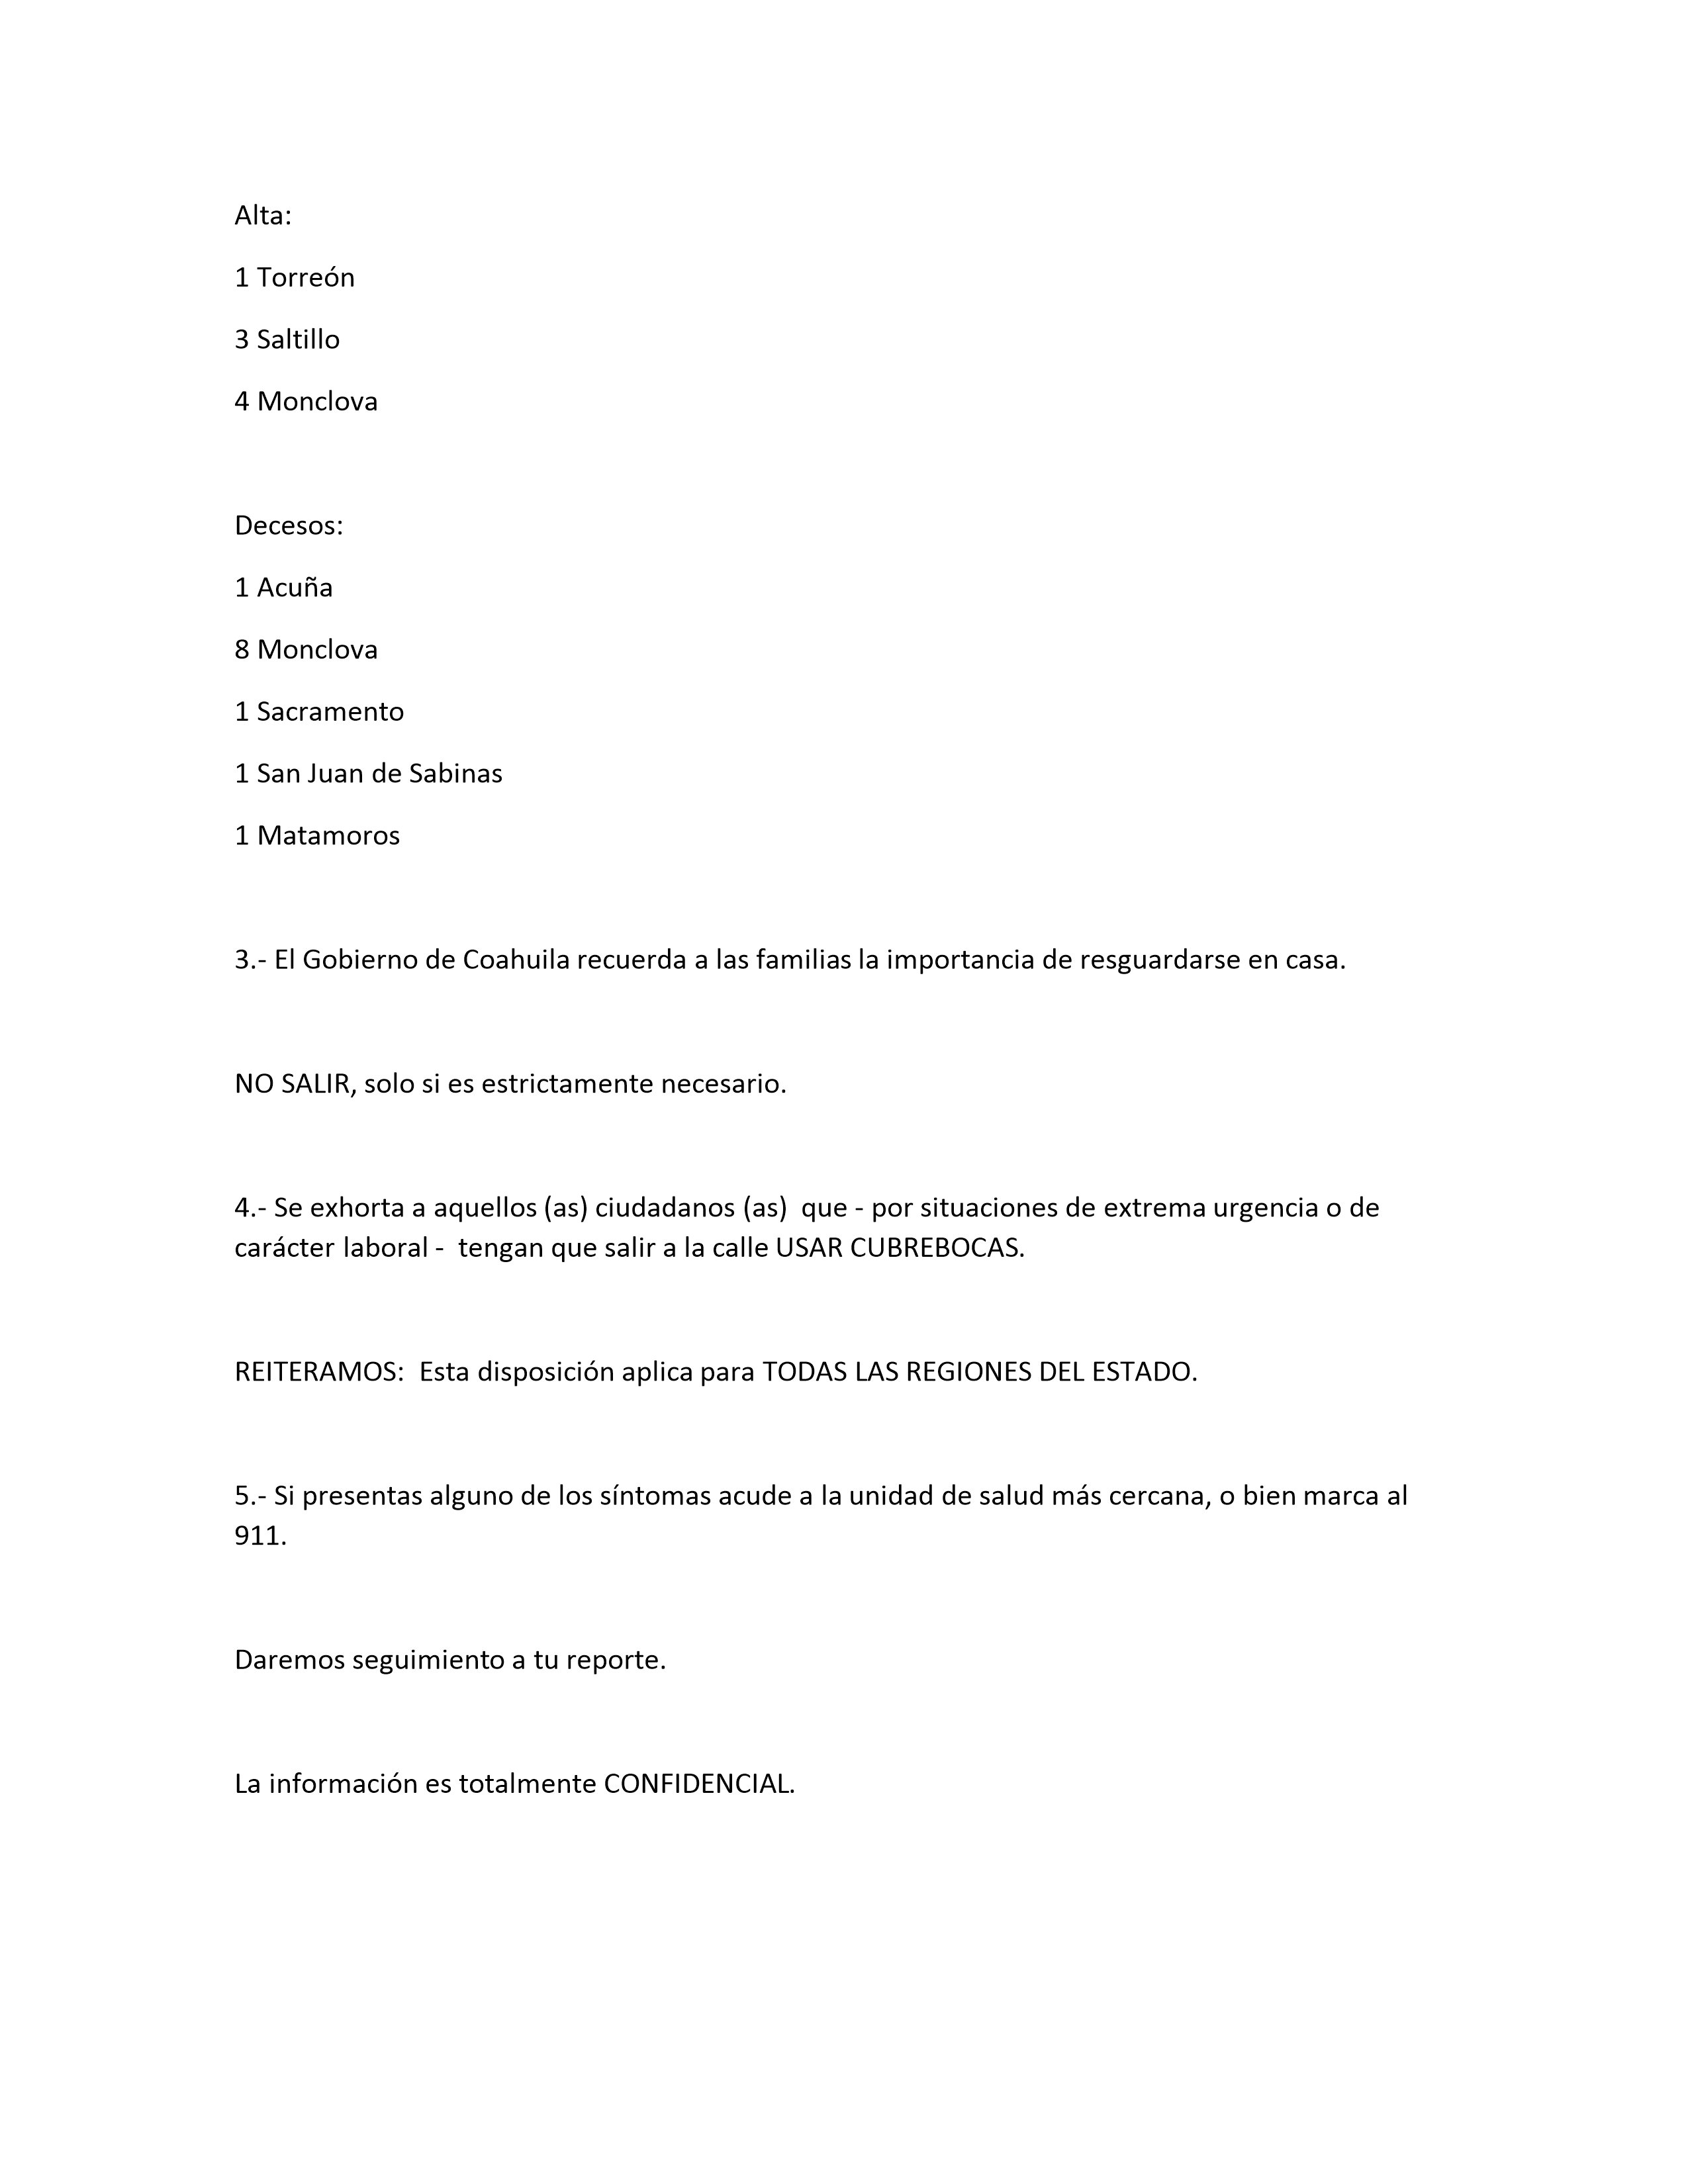 Alta:
1 Torreón
3 Saltillo
4 Monclova
Decesos:
1 Acuña
8 Monclova
1 Sacramento
1 San Juan de Sabinas
1 Matamoros
3.- El Gobierno de Coahuila recuerda a las familias la importancia de resguardarse en casa.
NO SALIR, solo si es estrictamente necesario.
4.- Se exhorta a aquellos (as) ciudadanos (as)  que - por situaciones de extrema urgencia o de
carácter laboral -  tengan que salir a la calle USAR CUBREBOCAS.
REITERAMOS:  Esta disposición aplica para TODAS LAS REGIONES DEL ESTADO.
5.- Si presentas alguno de los síntomas acude a la unidad de salud más cercana, o bien marca al
911.
Daremos seguimiento a tu reporte.
La información es totalmente CONFIDENCIAL.